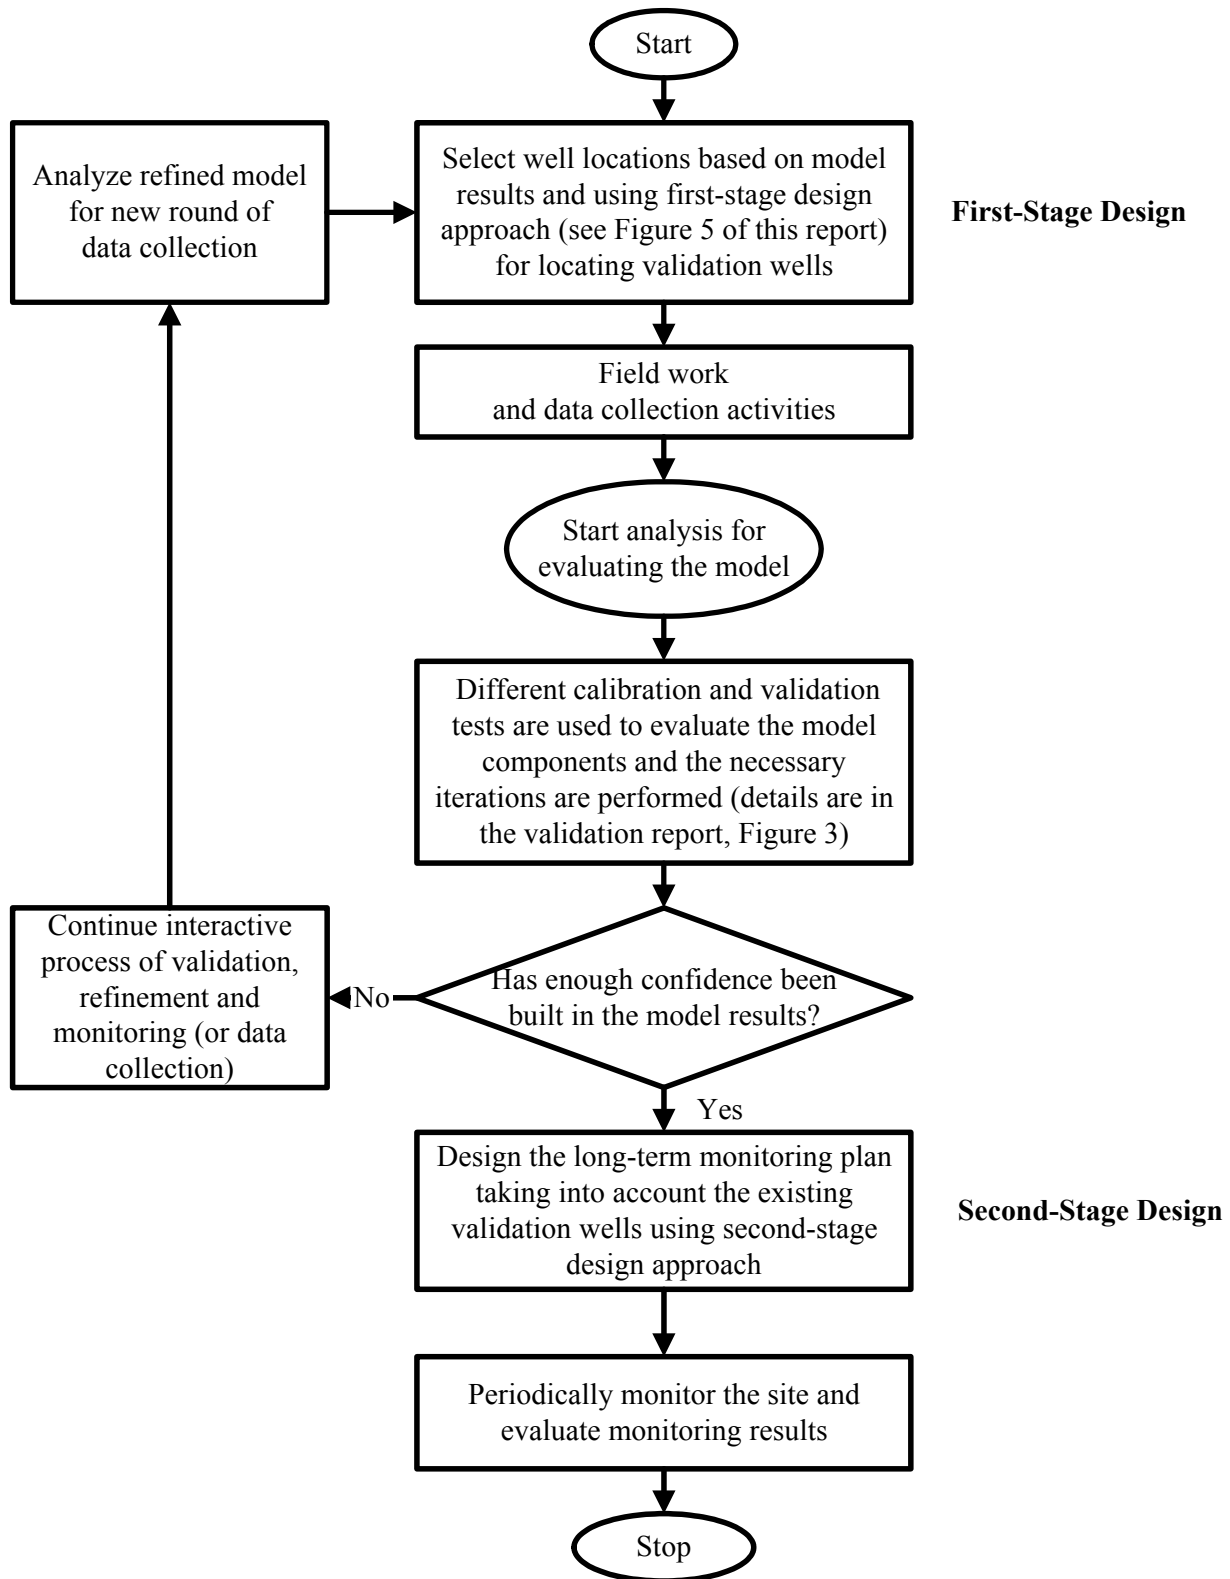 Start
Analyze refined model
for new round of
data collection
Select well locations based on model
results and using first-stage design
approach (see Figure 5 of this report)
for locating validation wells
First-Stage Design
Field work
and data collection activities
Start analysis for
evaluating the model
Different calibration and validation
tests are used to evaluate the model
components and the necessary
iterations are performed (details are in
the validation report, Figure 3)
Continue interactive
process of validation,
refinement and
monitoring (or data
collection)
No
Has enough confidence been
built in the model results?
Yes
Design the long-term monitoring plan
taking into account the existing
validation wells using second-stage
design approach
Second-Stage Design
Periodically monitor the site and
evaluate monitoring results
Stop